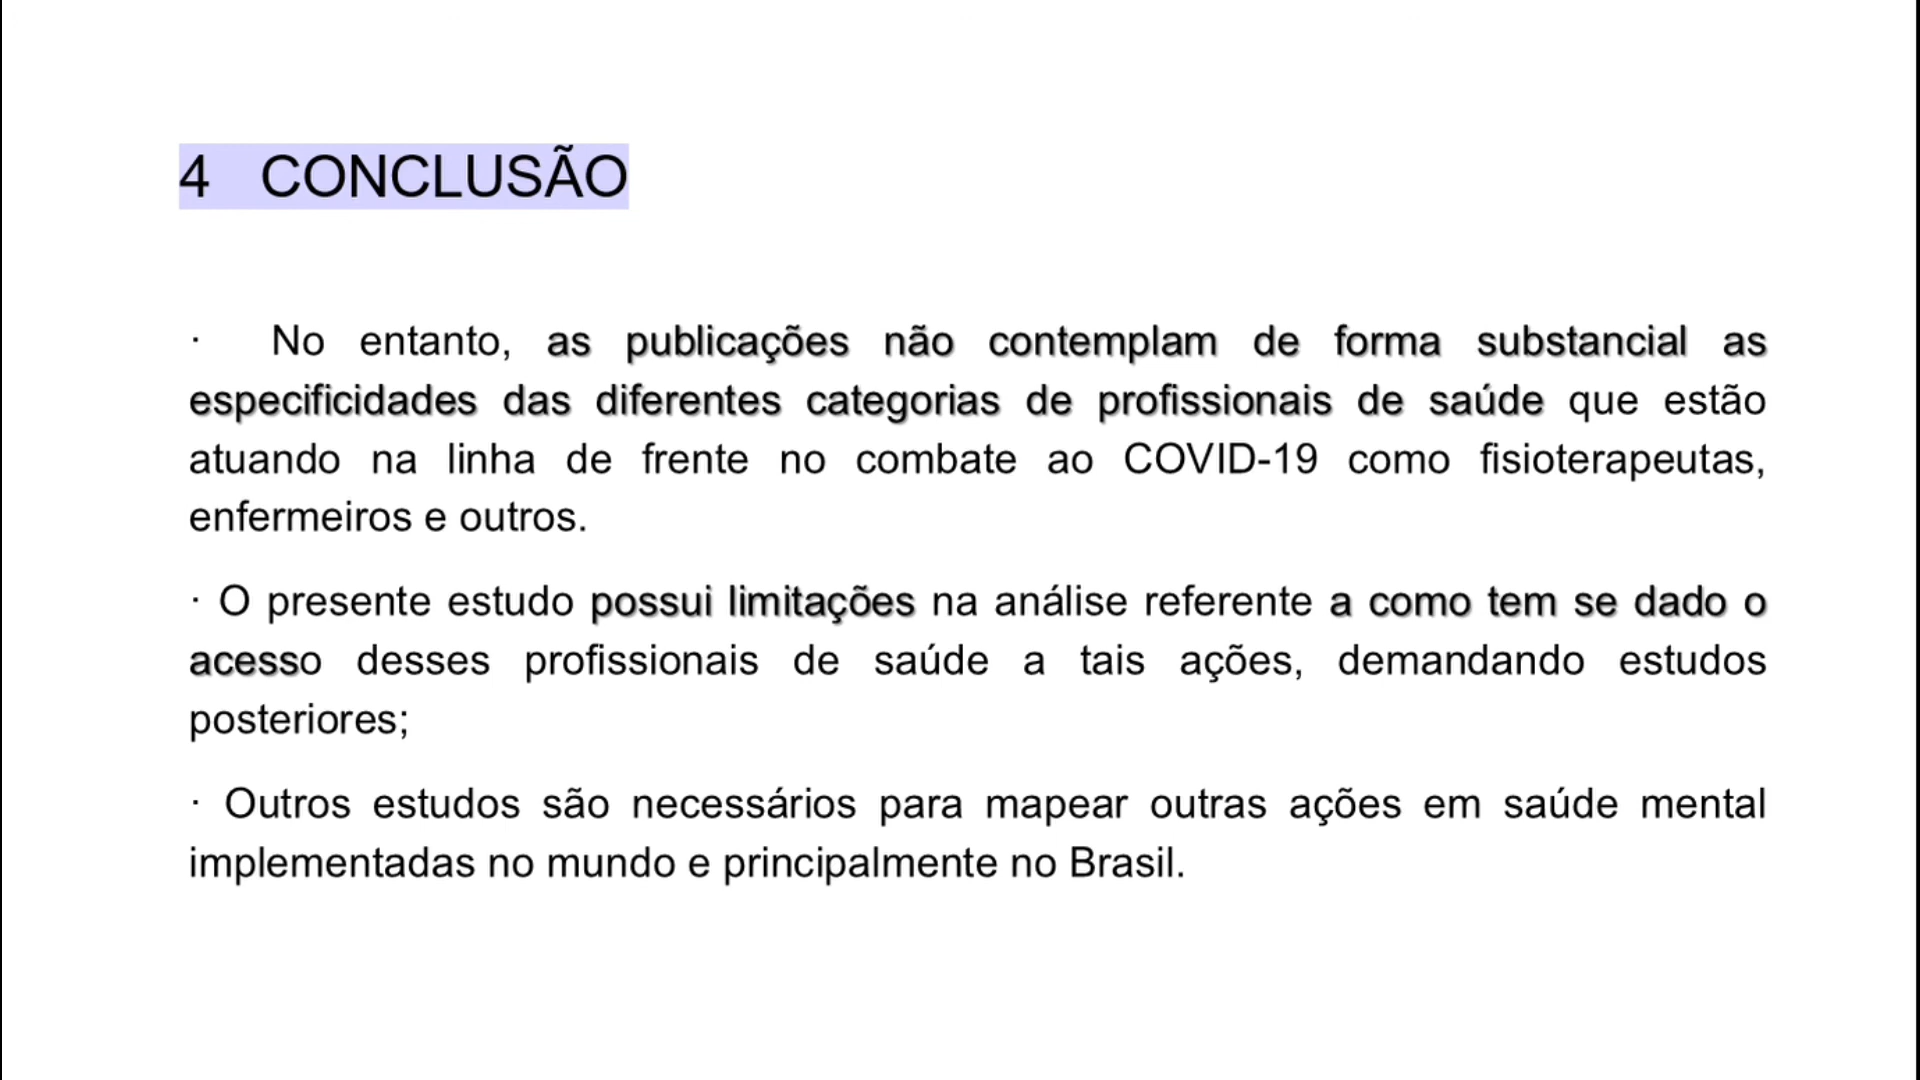 4 CONCLUSÃO
· No entanto, as publicações não contemplam de forma substancial as
especificidades das diferentes categorias de profissionais de saúde que estão
atuando na linha de frente no combate ao COVID-19 como fisioterapeutas,
enfermeiros e outros.
· O presente estudo possui limitações na análise referente a como tem se dado o
acesso desses profissionais de saúde a tais ações, demandando estudos
posteriores;
· Outros estudos são necessários para mapear outras ações em saúde mental
implementadas no mundo e principalmente no Brasil.